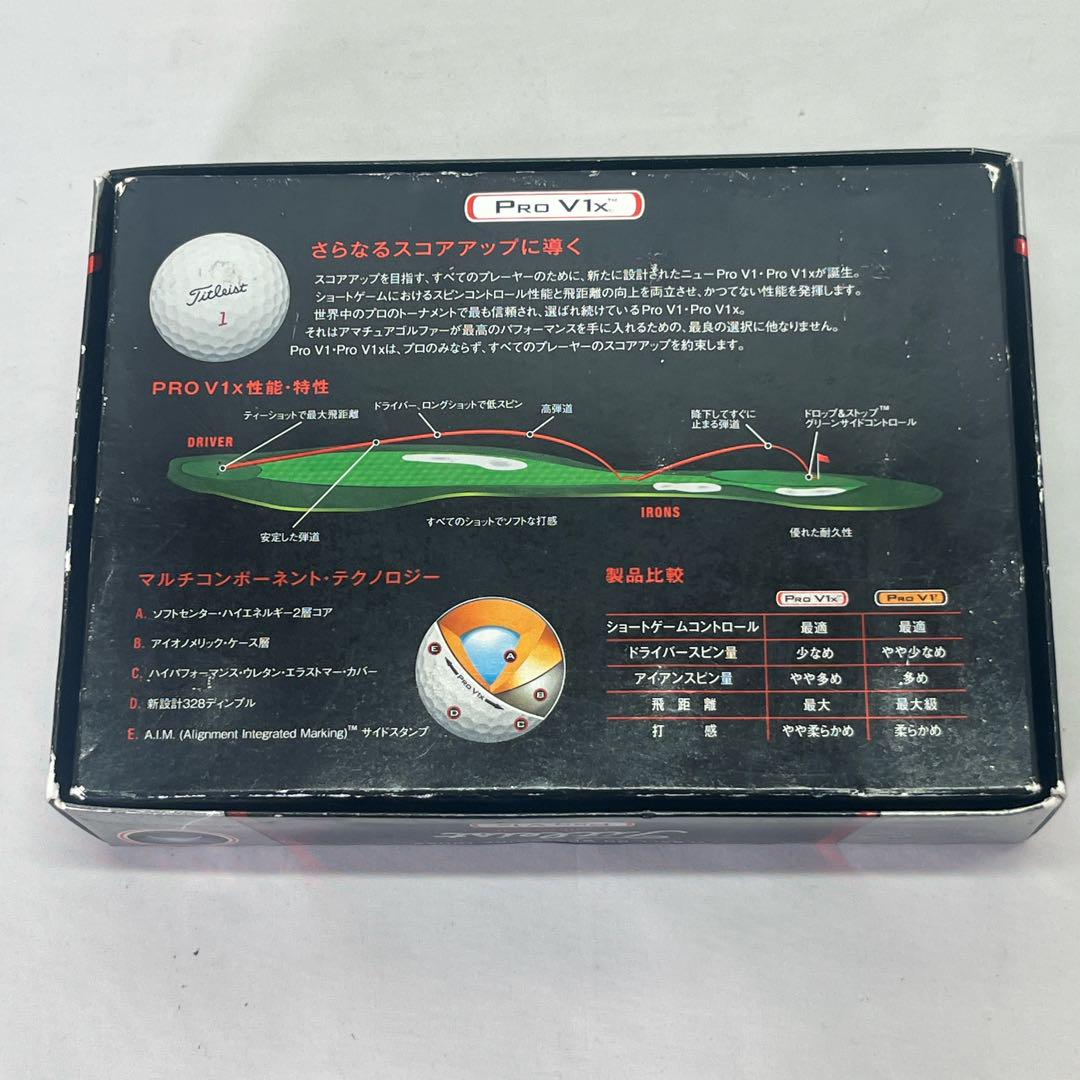 PRO V1x™
Titleist
1
さらなるスコアアップに導く
スコアアップを目指す、すべてのプレーヤーのために、新たに設計されたニューPro V1・Pro V1xが誕生。
ショートゲームにおけるスピンコントロール性能と飛距離の向上を両立させ、かつてない性能を発揮します。
世界中のプロのトーナメントで最も信頼され、選ばれ続けているPro V1・Pro V1x。
それはアマチュアゴルファーが最高のパフォーマンスを手に入れるための、最良の選択に他なりません。
Pro V1・Pro V1xは、プロのみならず、すべてのプレーヤーのスコアアップを約束します。
PRO V1x性能・特性
ティーショットで最大飛距離
ドライバー、ロングショットで低スピン
高弾道
降下してすぐに
止まる弾道
ドロップ&ストップ™
グリーンサイドコントロール
DRIVER
IRONS
安定した弾道
すべてのショットでソフトな打感
優れた耐久性
マルチコンポーネント・テクノロジー
A. ソフトセンター・ハイエネルギー2層コア
B. アイオノメリック・ケース層
C. ハイパフォーマンス・ウレタン・エラストマー・カバー
D. 新設計328ディンプル
E. A.I.M. (Alignment Integrated Marking)™ サイドスタンプ
E
A
B
PRO V1x
D
C
製品比較
PRO V1x PRO V1
ショートゲームコントロール 最適 最適
ドライバースピン量 少なめ やや少なめ
アイアンスピン量 やや多め 多め
飛距離 最大 最大級
打感 やや柔らかめ 柔らかめ